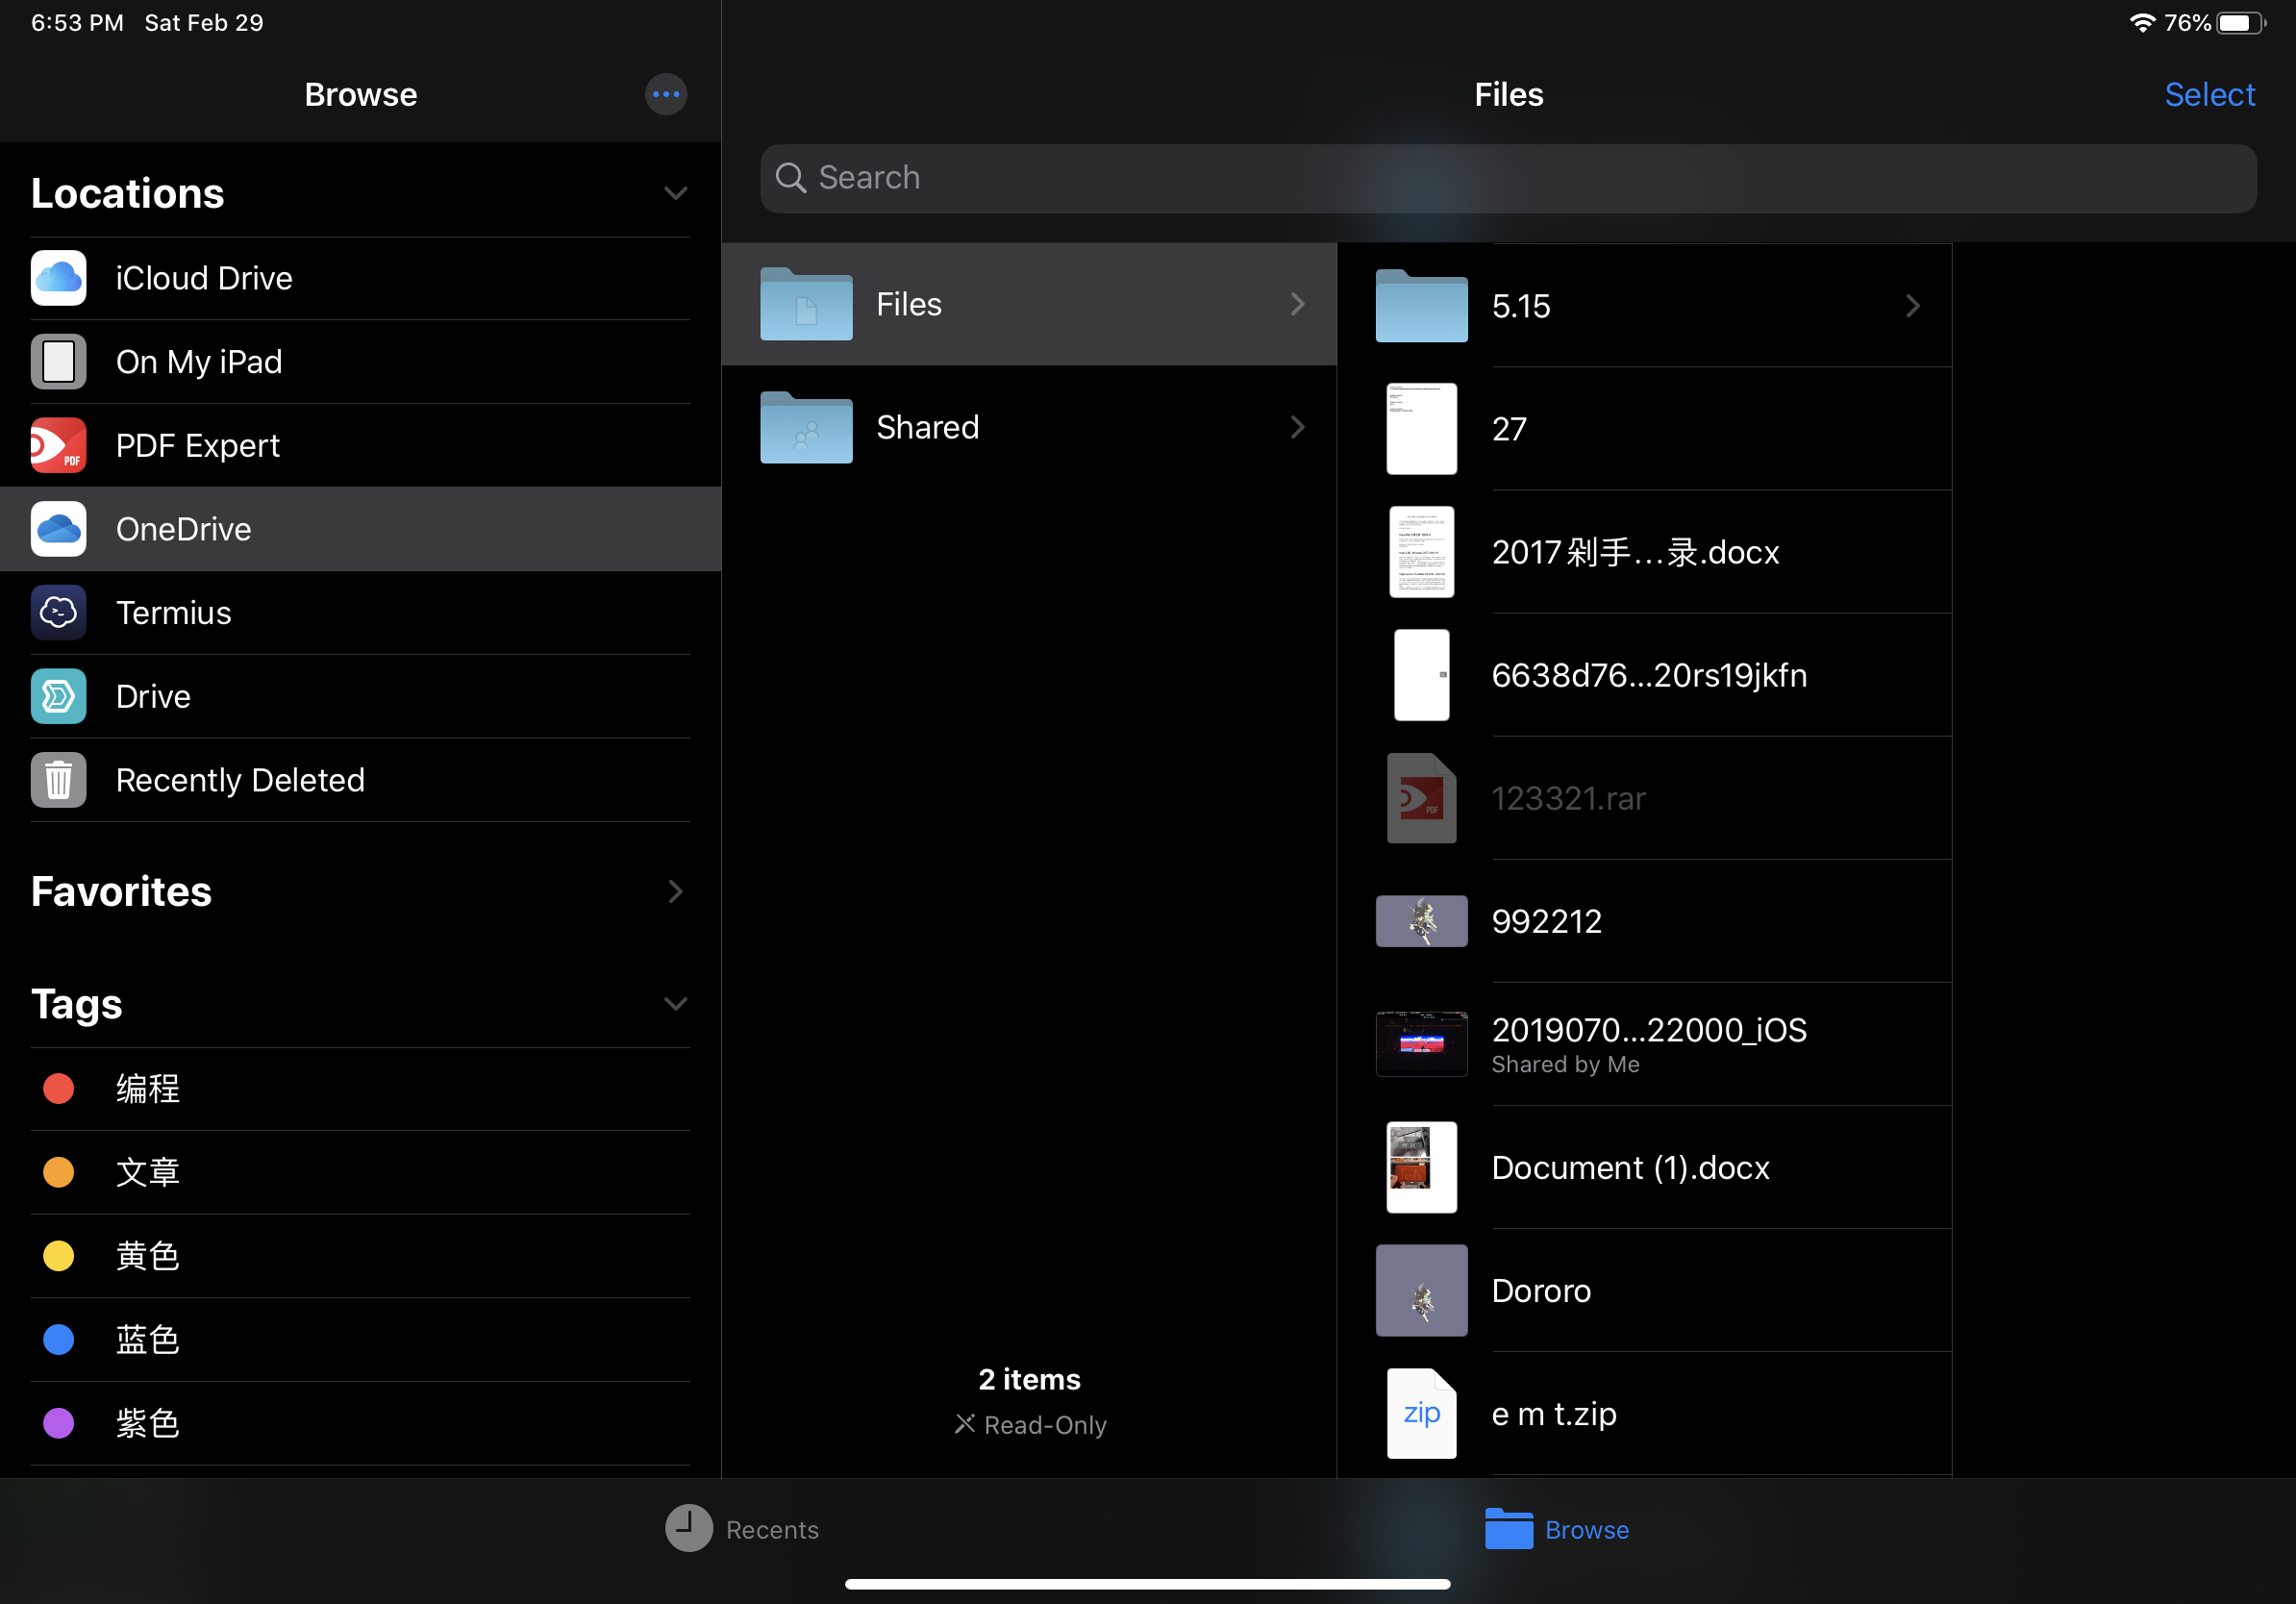 6:53 PM Sat Feb 29
76%
Browse
Locations
iCloud Drive
On My iPad
PDF Expert
OneDrive
Termius
Drive
Recently Deleted
Favorites
Tags
编程
文章
黄色
蓝色
紫色
Files
Select
Search
Files
Shared
2 items
Read-Only
5.15
27
2017剁手...录.docx
6638d76...20rs19jkfn
PDF
123321.rar
992212
2019070...22000_iOS
Shared by Me
Document (1).docx
Dororo
zip
e m t.zip
Recents
Browse